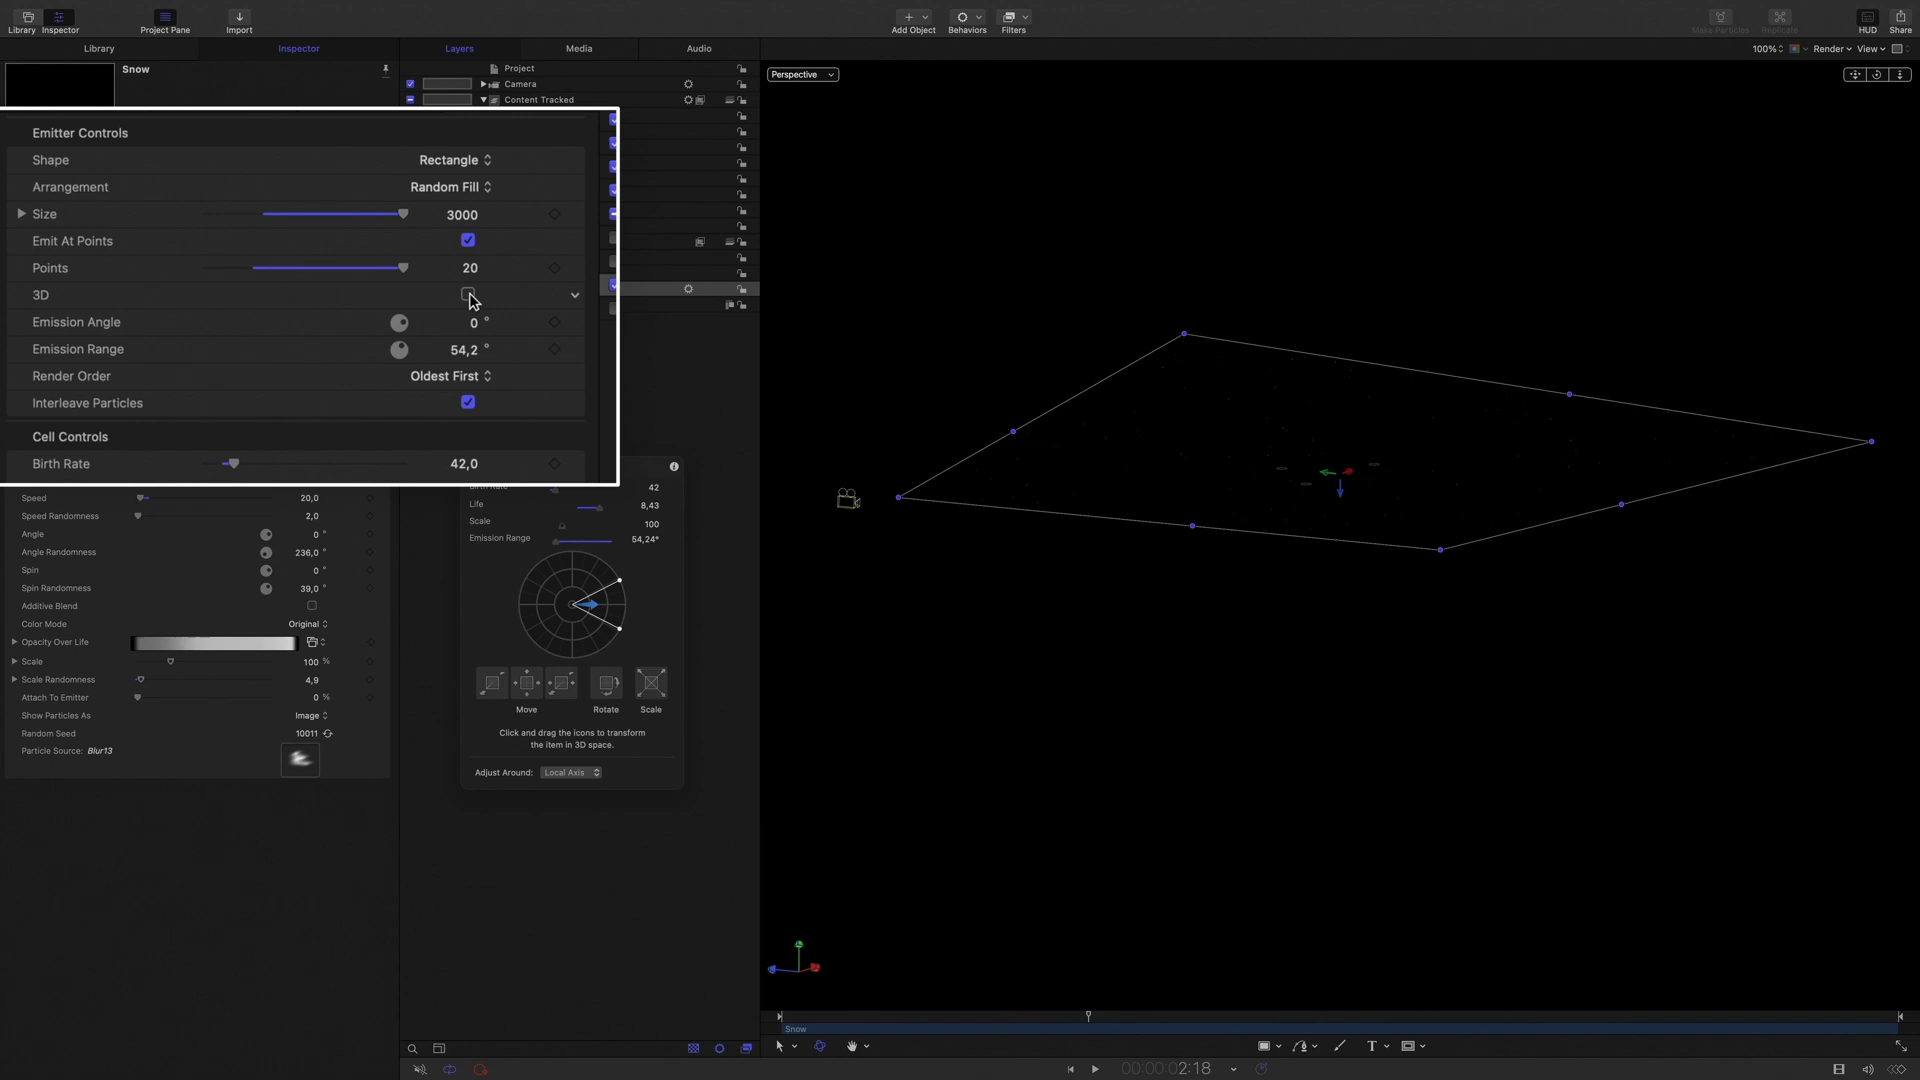 Library Inspector Project Pane Import Add Object Behaviors Filters Make Particles Replicate HUD Share
Library Inspector Layers Media Audio 100% Render View
Snow
Project
Camera
Content Tracked
Perspective
Emitter Controls
Shape Rectangle
Arrangement Random Fill
Size 3000
Emit At Points
Points 20
3D
Emission Angle 0 °
Emission Range 54,2 °
Render Order Oldest First
Interleave Particles
Cell Controls
Birth Rate 42,0
Speed 20,0
Speed Randomness 2,0
Angle 0 °
Angle Randomness 236,0 °
Spin 0 °
Spin Randomness 39,0 °
Additive Blend
Color Mode Original
Opacity Over Life
Scale 100 %
Scale Randomness 4,9
Attach To Emitter 0 %
Show Particles As Image
Random Seed 10011
Particle Source: Blur13
Birth Rate 42
Life 8,43
Scale 100
Emission Range 54,24°
Move Rotate Scale
Click and drag the icons to transform
the item in 3D space.
Adjust Around: Local Axis
Snow
T
00:00:02:18